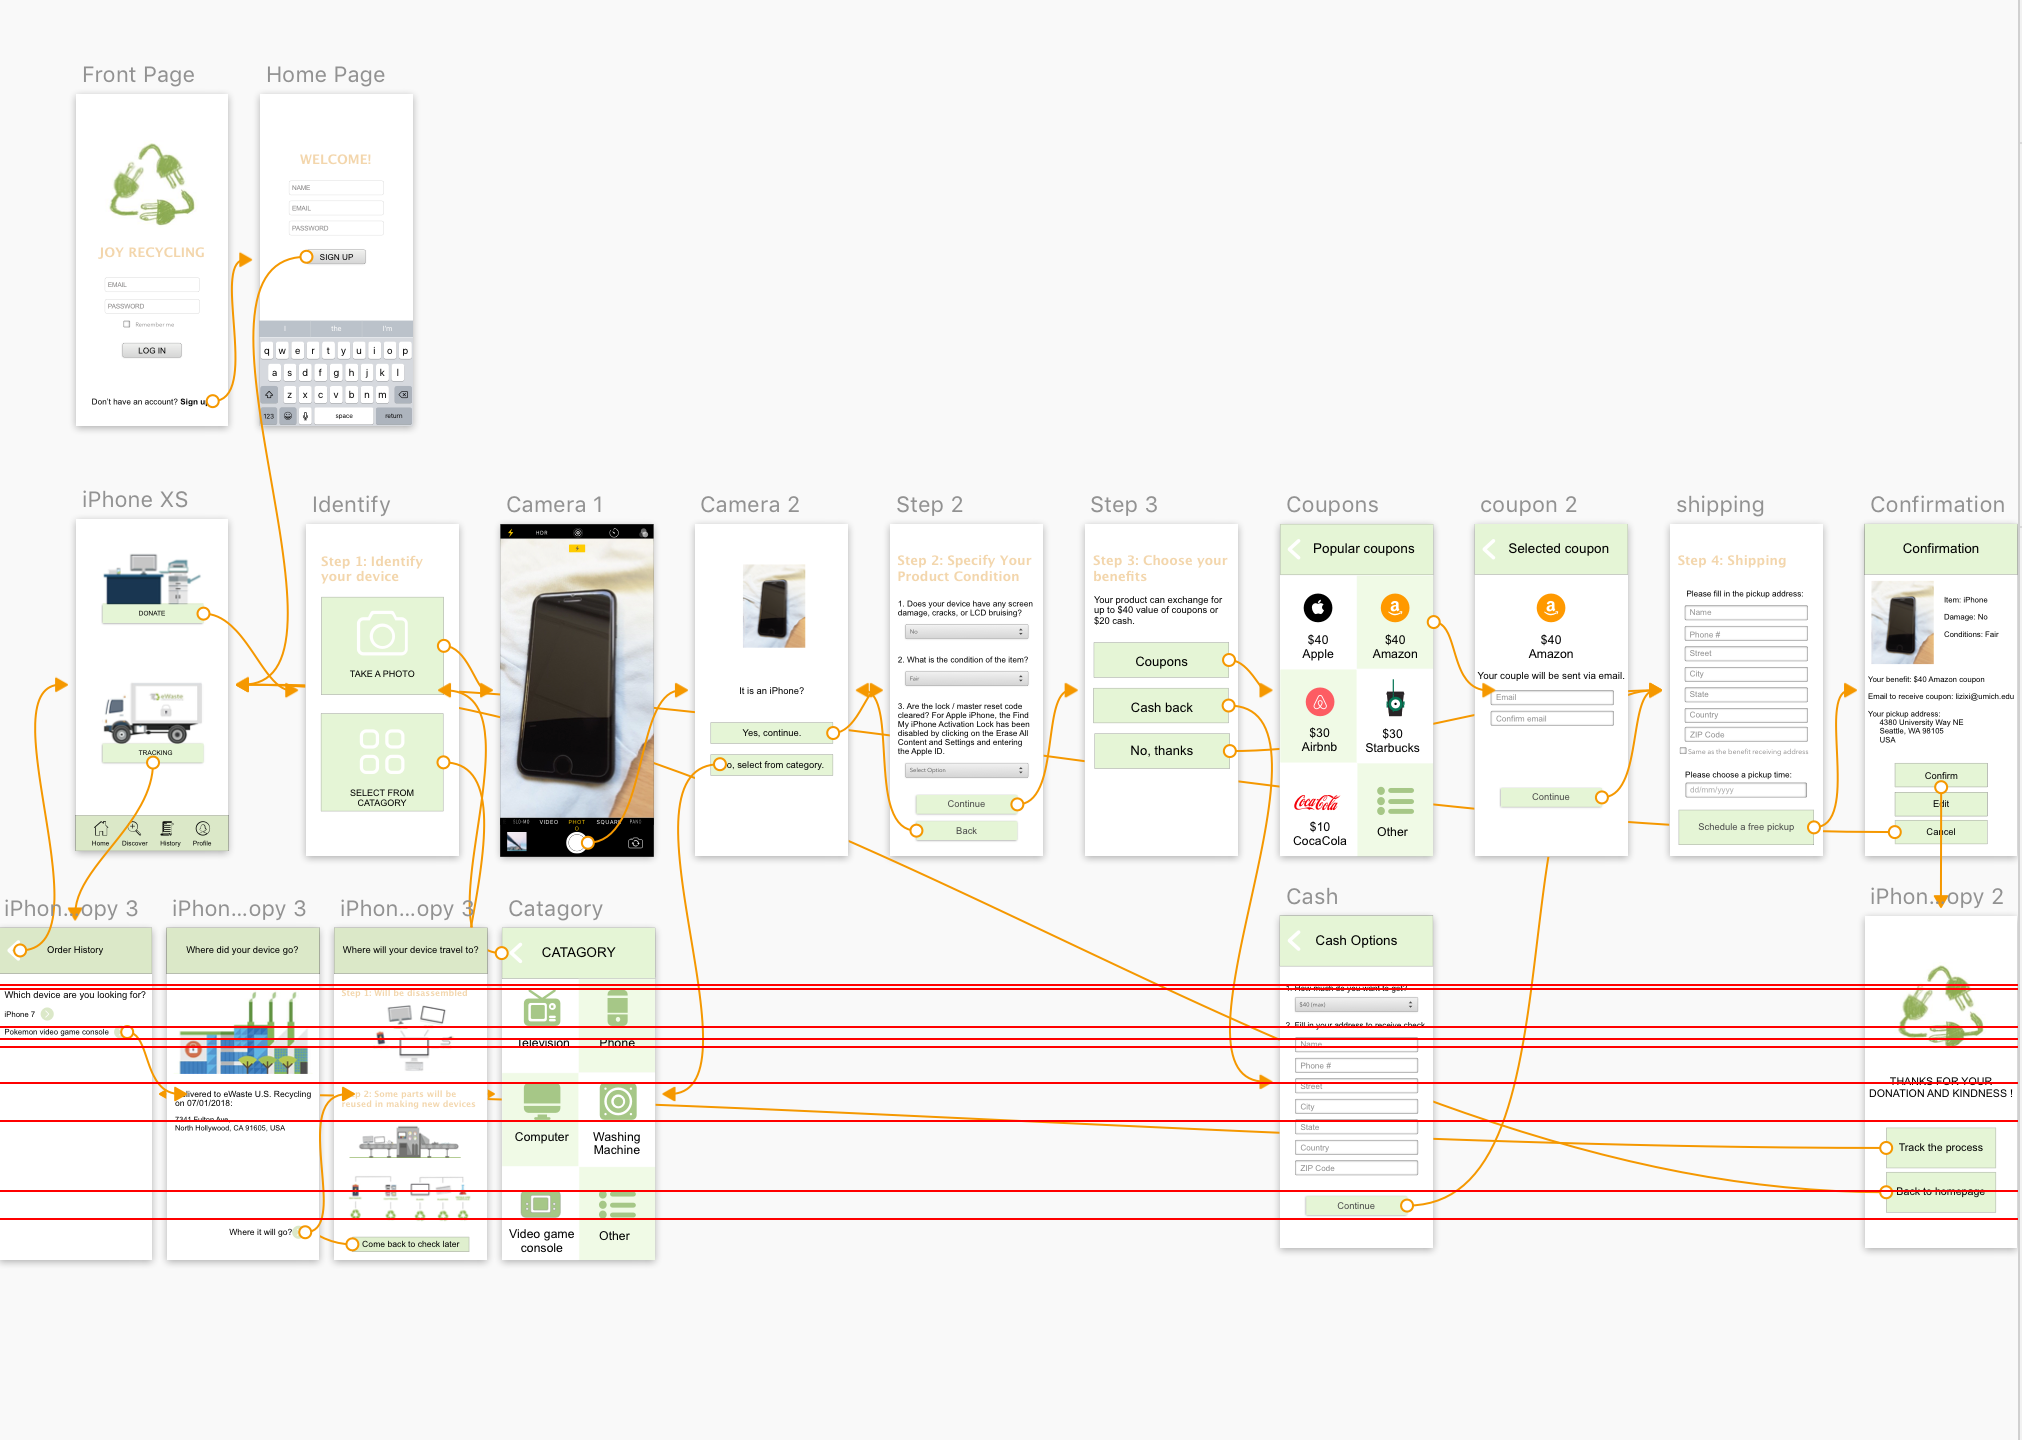 Front Page
JOY RECYCLING
EMAIL
PASSWORD
Remember me
LOG IN
Don't have an account? Sign u
Home Page
WELCOME!
NAME
EMAIL
PASSWORD
SIGN UP
I the I'm
q w e r t y u i o p
a s d f g h j k l
z x c v b n m
123 space return
iPhone XS
eWaste
DONATE
TRACKING
Home Discover History Profile
Identify
Step 1: Identify
your device
TAKE A PHOTO
SELECT FROM
CATAGORY
Camera 1
HDR
SLO-MO VIDEO PHOT
O
SQUAR PANO
Camera 2
It is an iPhone?
Yes, continue.
o, select from category.
Step 2
Step 2: Specify Your
Product Condition
1. Does your device have any screen
damage, cracks, or LCD bruising?
No
2. What is the condition of the item?
Fair
3. Are the lock / master reset code
cleared? For Apple iPhone, the Find
My iPhone Activation Lock has been
disabled by clicking on the Erase All
Content and Settings and entering
the Apple ID.
Select Option
Continue
Back
Step 3
Step 3: Choose your
benefits
Your product can exchange for
up to $40 value of coupons or
$20 cash.
Coupons
Cash back
No, thanks
Coupons
Popular coupons
$40
Apple
$40
Amazon
$30
Airbnb
$30
Starbucks
Coca Cola
$10
CocaCola
Other
coupon 2
Selected coupon
$40
Amazon
Your couple will be sent via email.
Email
Confirm email
Continue
shipping
Step 4: Shipping
Please fill in the pickup address:
Name
Phone #
Street
City
State
Country
ZIP Code
Same as the benefit receiving address
Please choose a pickup time:
dd/mm/yyyy
Schedule a free pickup
Confirmation
Confirmation
Item: iPhone
Damage: No
Conditions: Fair
Your benefit: $40 Amazon coupon
Email to receive coupon: lizixi@umich.edu
Your pickup address:
4380 University Way NE
Seattle, WA 98105
USA
Confirm
Edit
Cancel
iPhon...opy 3
Order History
Which device are you looking for?
iPhone 7
Pokemon video game console
iPhon...opy 3
Where did your device go?
livered to eWaste U.S. Recycling
on 07/01/2018:
7241 Fulton Ave
North Hollywood, CA 91605, USA
Where it will go?
iPhon...opy 3
Where will your device travel to?
Step 1: Will be disassembled
2: Some parts will be
reused in making new devices
Come back to check later
Catagory
CATAGORY
Television
Phone
Computer
Washing
Machine
Video game
console
Other
Cash
Cash Options
1. How much do you want to get?
$40 (max)
2. Fill in your address to receive check
Name
Phone #
Street
City
State
Country
ZIP Code
Continue
iPhon...opy 2
THANKS FOR YOUR
DONATION AND KINDNESS !
Track the process
Back to homepage